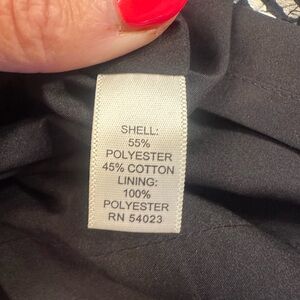 SHELL:
55%
POLYESTER
45% COTTON
LINING:
100%
POLYESTER
RN 54023